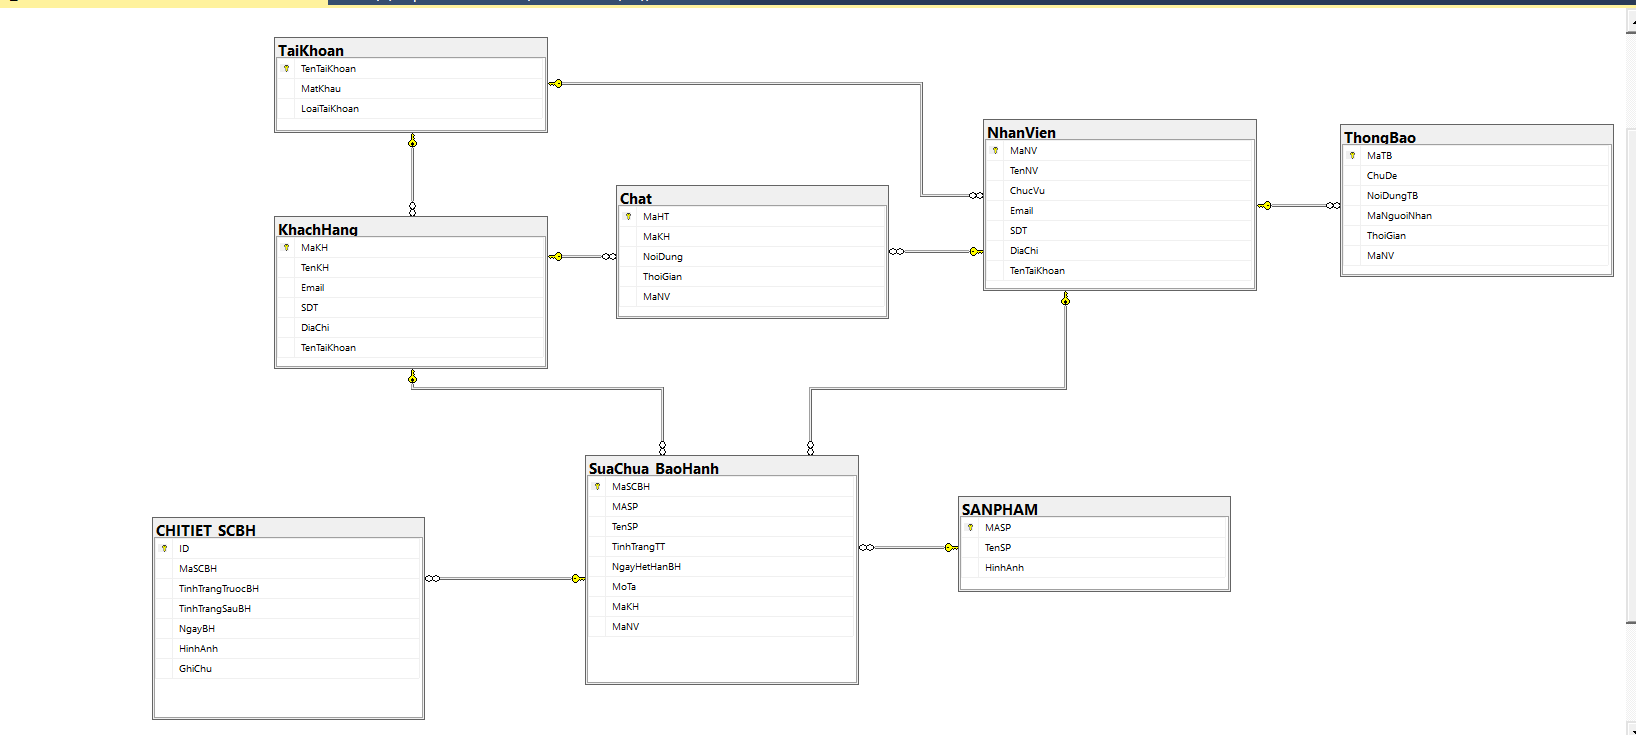 TaiKhoan
TenTaiKhoan
MatKhau
LoaiTaiKhoan
KhachHang
MaKH
TenKH
Email
SDT
DiaChi
TenTaiKhoan
Chat
MaHT
MaKH
NoiDung
ThoiGian
MaNV
NhanVien
MaNV
TenNV
ChucVu
Email
SDT
DiaChi
TenTaiKhoan
ThongBao
MaTB
ChuDe
NoiDungTB
MaNguoiNhan
ThoiGian
MaNV
CHITIET_SCBH
ID
MaSCBH
TinhTrangTruocBH
TinhTrangSauBH
NgayBH
HinhAnh
GhiChu
SuaChua_BaoHanh
MaSCBH
MASP
TenSP
TinhTrangTT
NgayHetHanBH
MoTa
MaKH
MaNV
SANPHAM
MASP
TenSP
HinhAnh